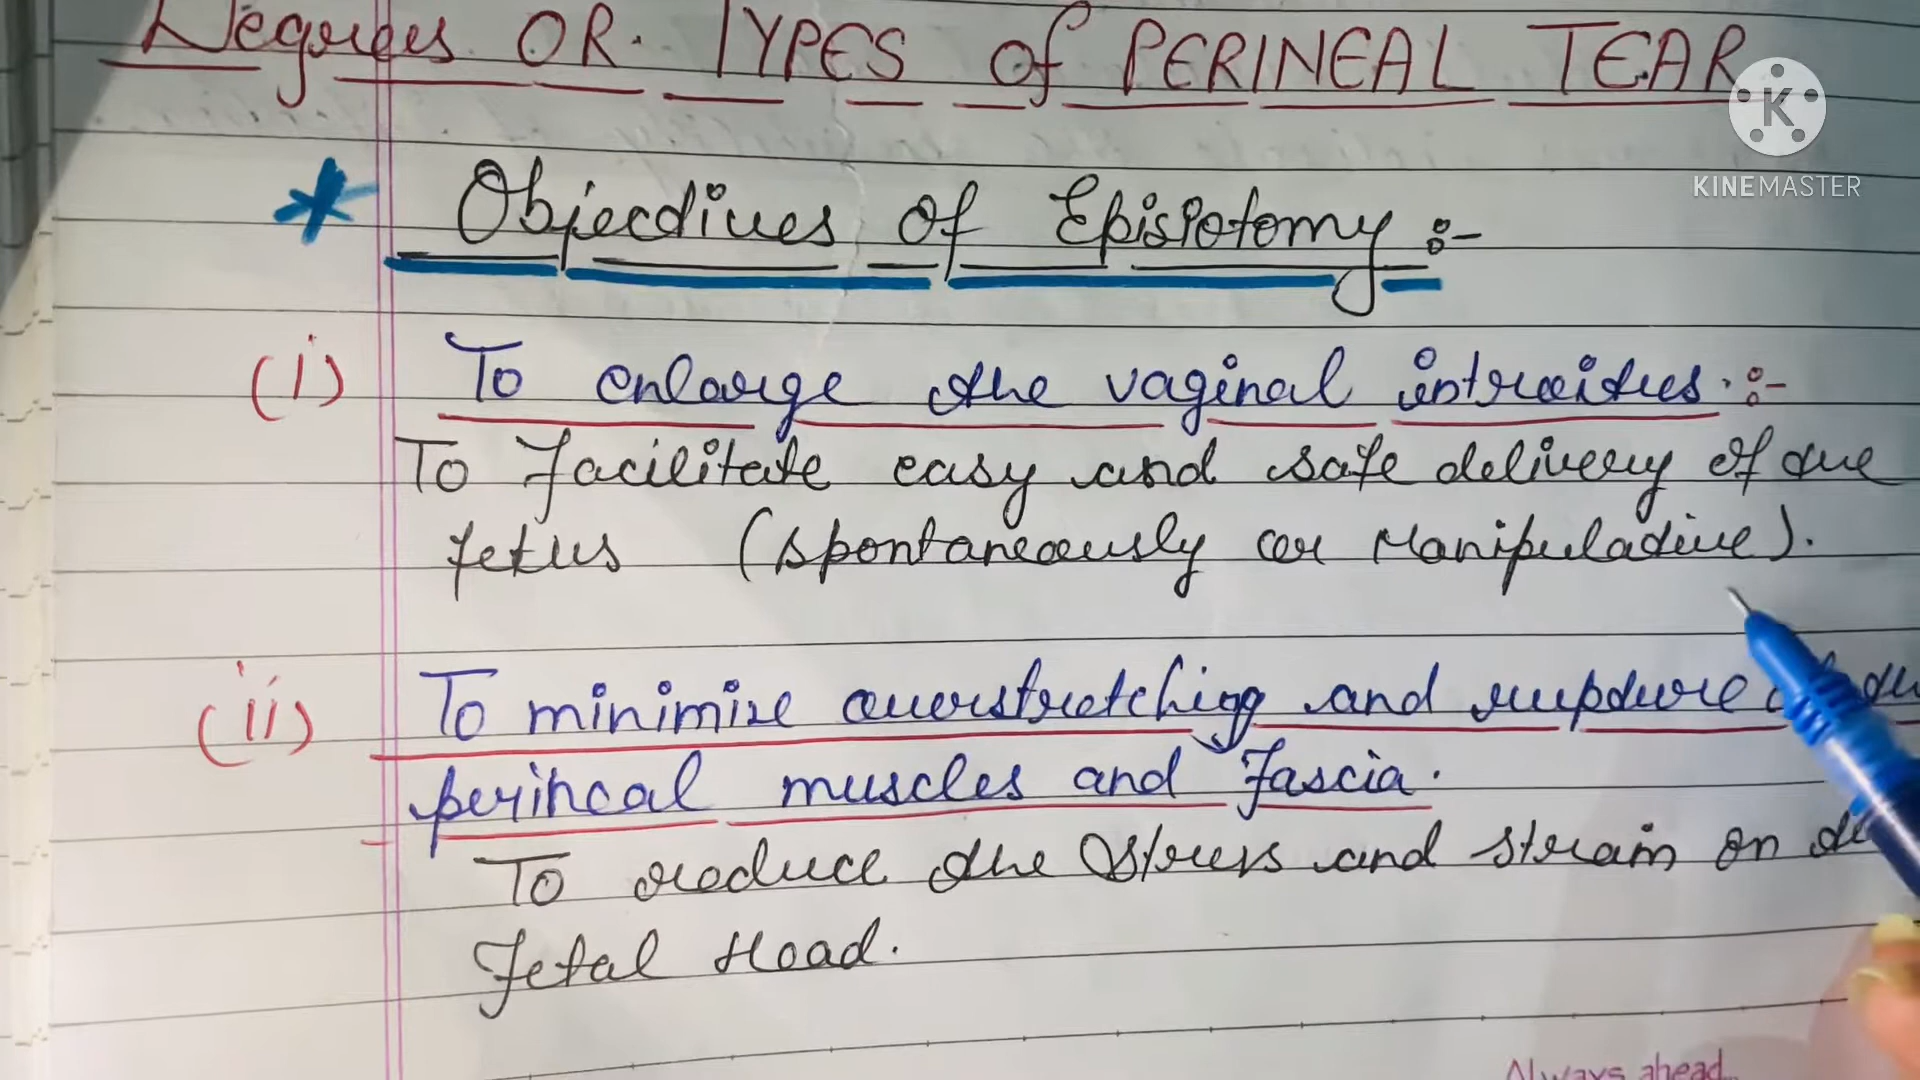 Degrees OR. TYPES of PERINEAL TEAR
KINEMASTER
* Objectives of Episiotomy :-
(i) To enlarge the vaginal introitus. :-
To facilitate easy and safe delivery of the
fetus (spontaneously or Manipulative).
(ii) To minimize overstretching and rupture
perineal muscles and fascia.
To reduce the stress and strain on
fetal Head.
Always ahead...